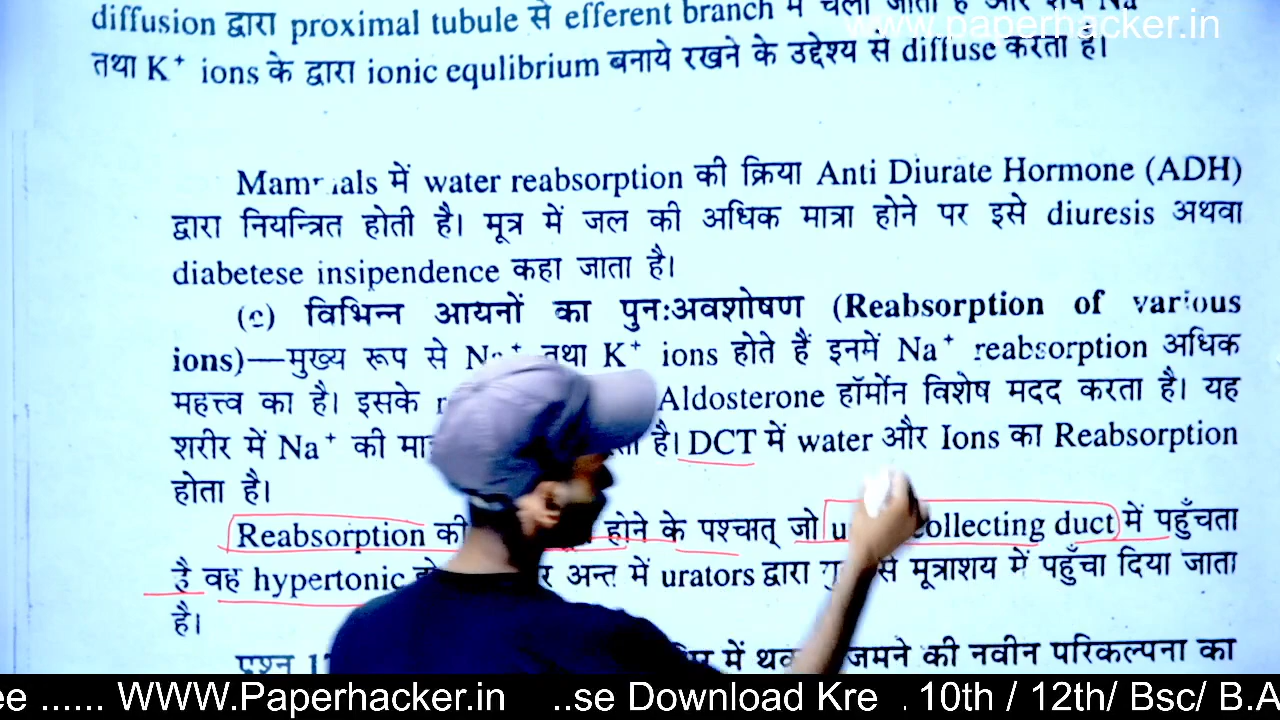 diffusion द्वारा proximal tubule से efferent branch में चला जाता है और शेष Na
www.paperhacker.in
तथा K⁺ ions के द्वारा ionic equlibrium बनाये रखने के उद्देश्य से diffuse करता है।
में water reabsorption की क्रिया Anti Diurate Hormone (ADH)
द्वारा नियन्त्रित होती है। मूत्र में जल की अधिक मात्रा होने पर इसे diuresis अथवा
diabetese insipendence कहा जाता है।
विभिन्न आयनों का पुनःअवशोषण (Reabsorption of various
ions)—मुख्य रूप से तथा K⁺ ions होते हैं इनमें Na⁺ reabsorption अधिक
महत्त्व का है। इसके Aldosterone हॉर्मोन विशेष मदद करता है। यह
शरीर में Na⁺ की है। DCT में water और Ions का Reabsorption
होता है।
Reabsorption की होने के पश्चात् जो collecting duct में पहुँचता
है वह hypertonic अन्त में urators द्वारा से मूत्राशय में पहुँचा दिया जाता
है।
प्रश्न में जमने की नवीन परिकल्पना का
ee ...... WWW.Paperhacker.in ..se Download Kre . 10th / 12th/ Bsc/ B.A